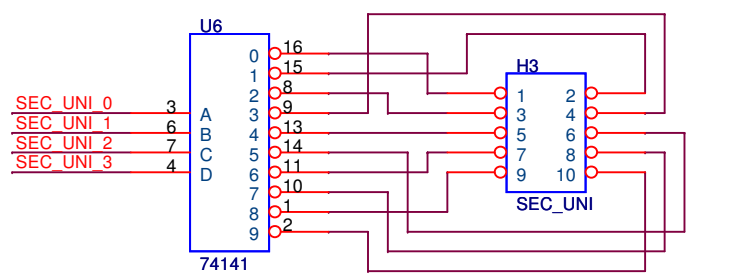 U6
0 16
1 15
2 8
H3
SEC_UNI_0 3 A 3 9
1 2
SEC_UNI_1 6 B 4 13
3 4
SEC_UNI_2 7 C 5 14
5 6
SEC_UNI_3 4 D 6 11
7 8
7 10
9 10
8 1
SEC_UNI
9 2
74141